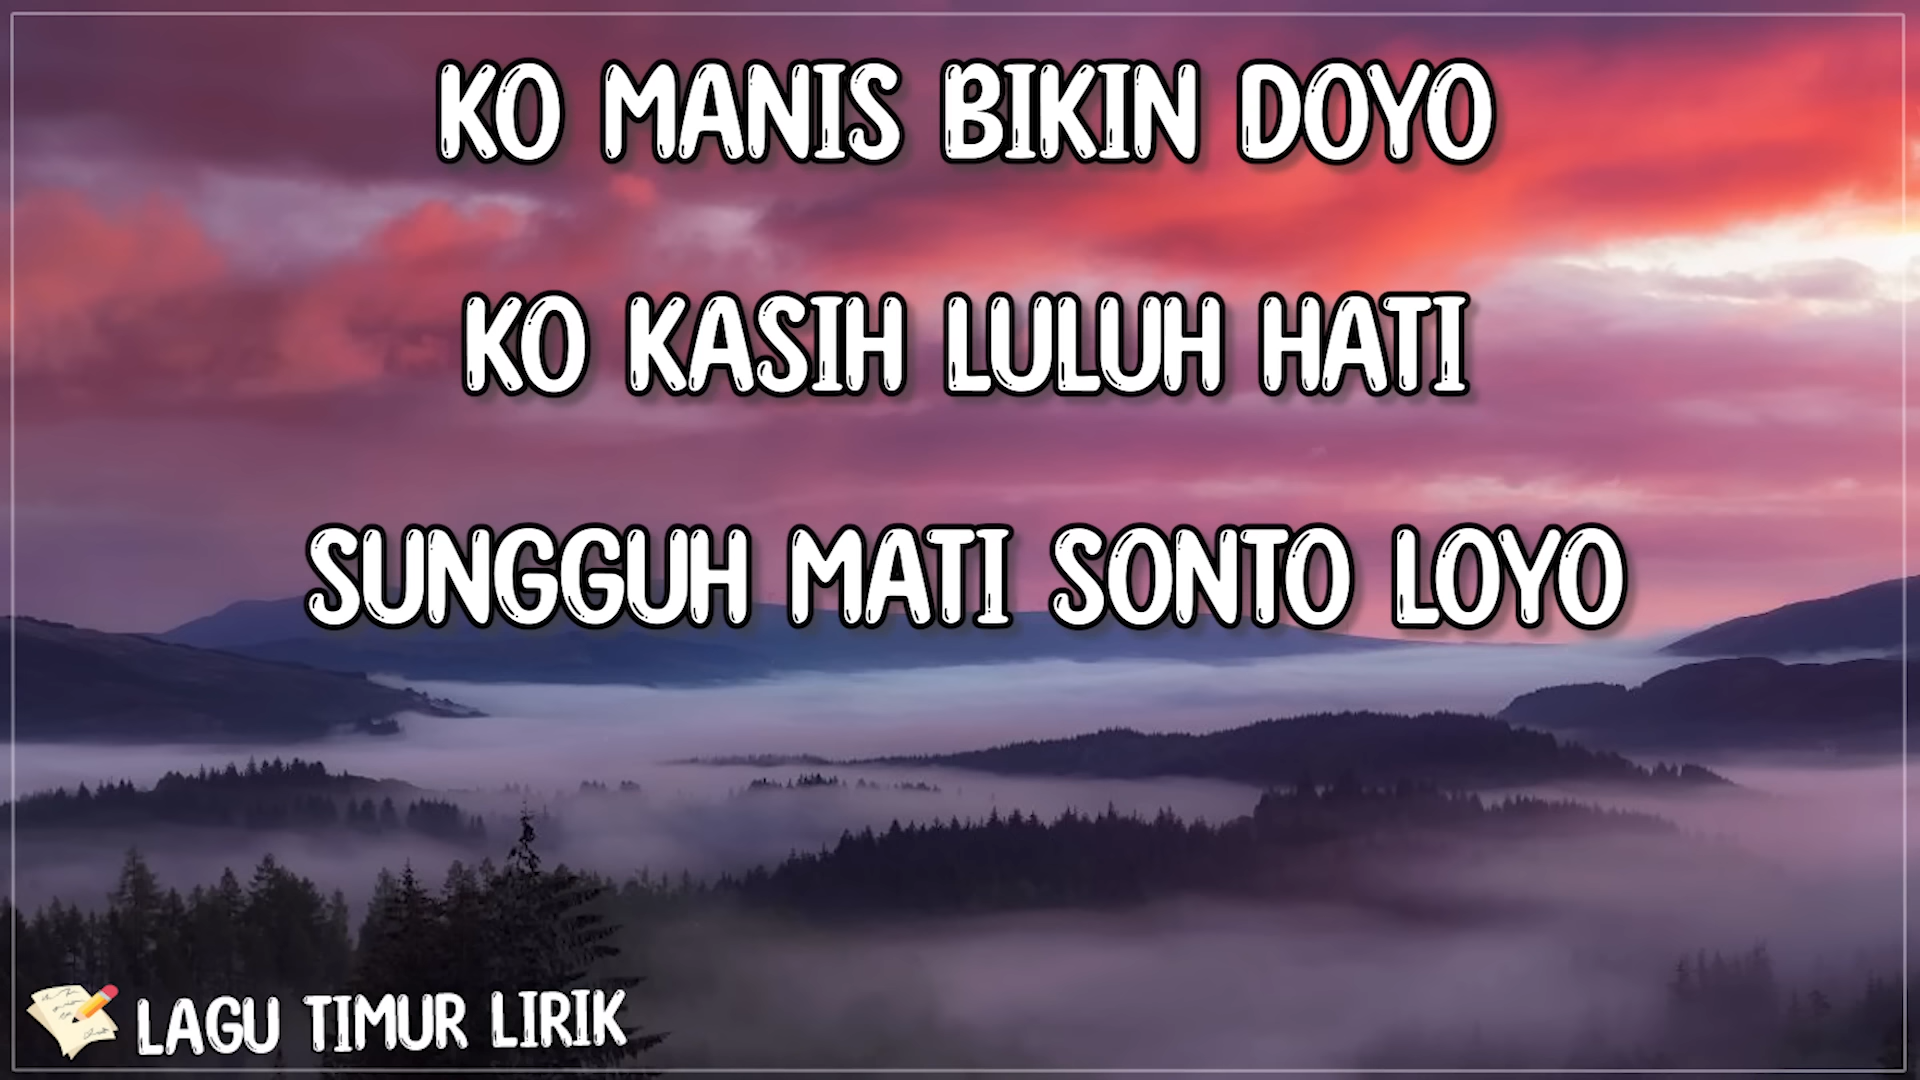 KO MANIS BIKIN DOYO
KO KASIH LULUH HATI
SUNGGUH MATI SONTO LOYO
LAGU TIMUR LIRIK